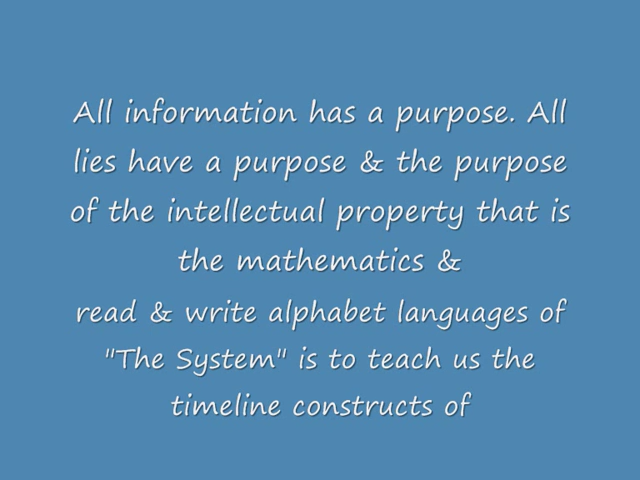 All information has a purpose. All
lies have a purpose & the purpose
of the intellectual property that is
the mathematics &
read & write alphabet languages of
"The System" is to teach us the
timeline constructs of